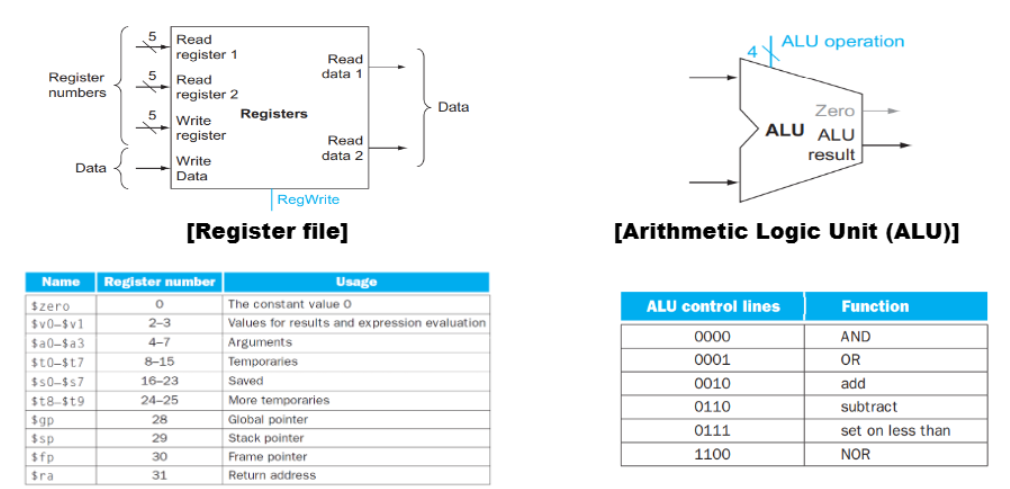 Register
numbers
Data
5
Read
register 1
5
Read
register 2
5
Write
register
Write
Data
Registers
Read
data 1
Read
data 2
Data
RegWrite
[Register file]
4
ALU operation
Zero
ALU
ALU
result
[Arithmetic Logic Unit (ALU)]
Name Register number Usage
$zero 0 The constant value 0
$v0–$v1 2–3 Values for results and expression evaluation
$a0–$a3 4–7 Arguments
$t0–$t7 8–15 Temporaries
$s0–$s7 16–23 Saved
$t8–$t9 24–25 More temporaries
$gp 28 Global pointer
$sp 29 Stack pointer
$fp 30 Frame pointer
$ra 31 Return address
ALU control lines Function
0000 AND
0001 OR
0010 add
0110 subtract
0111 set on less than
1100 NOR